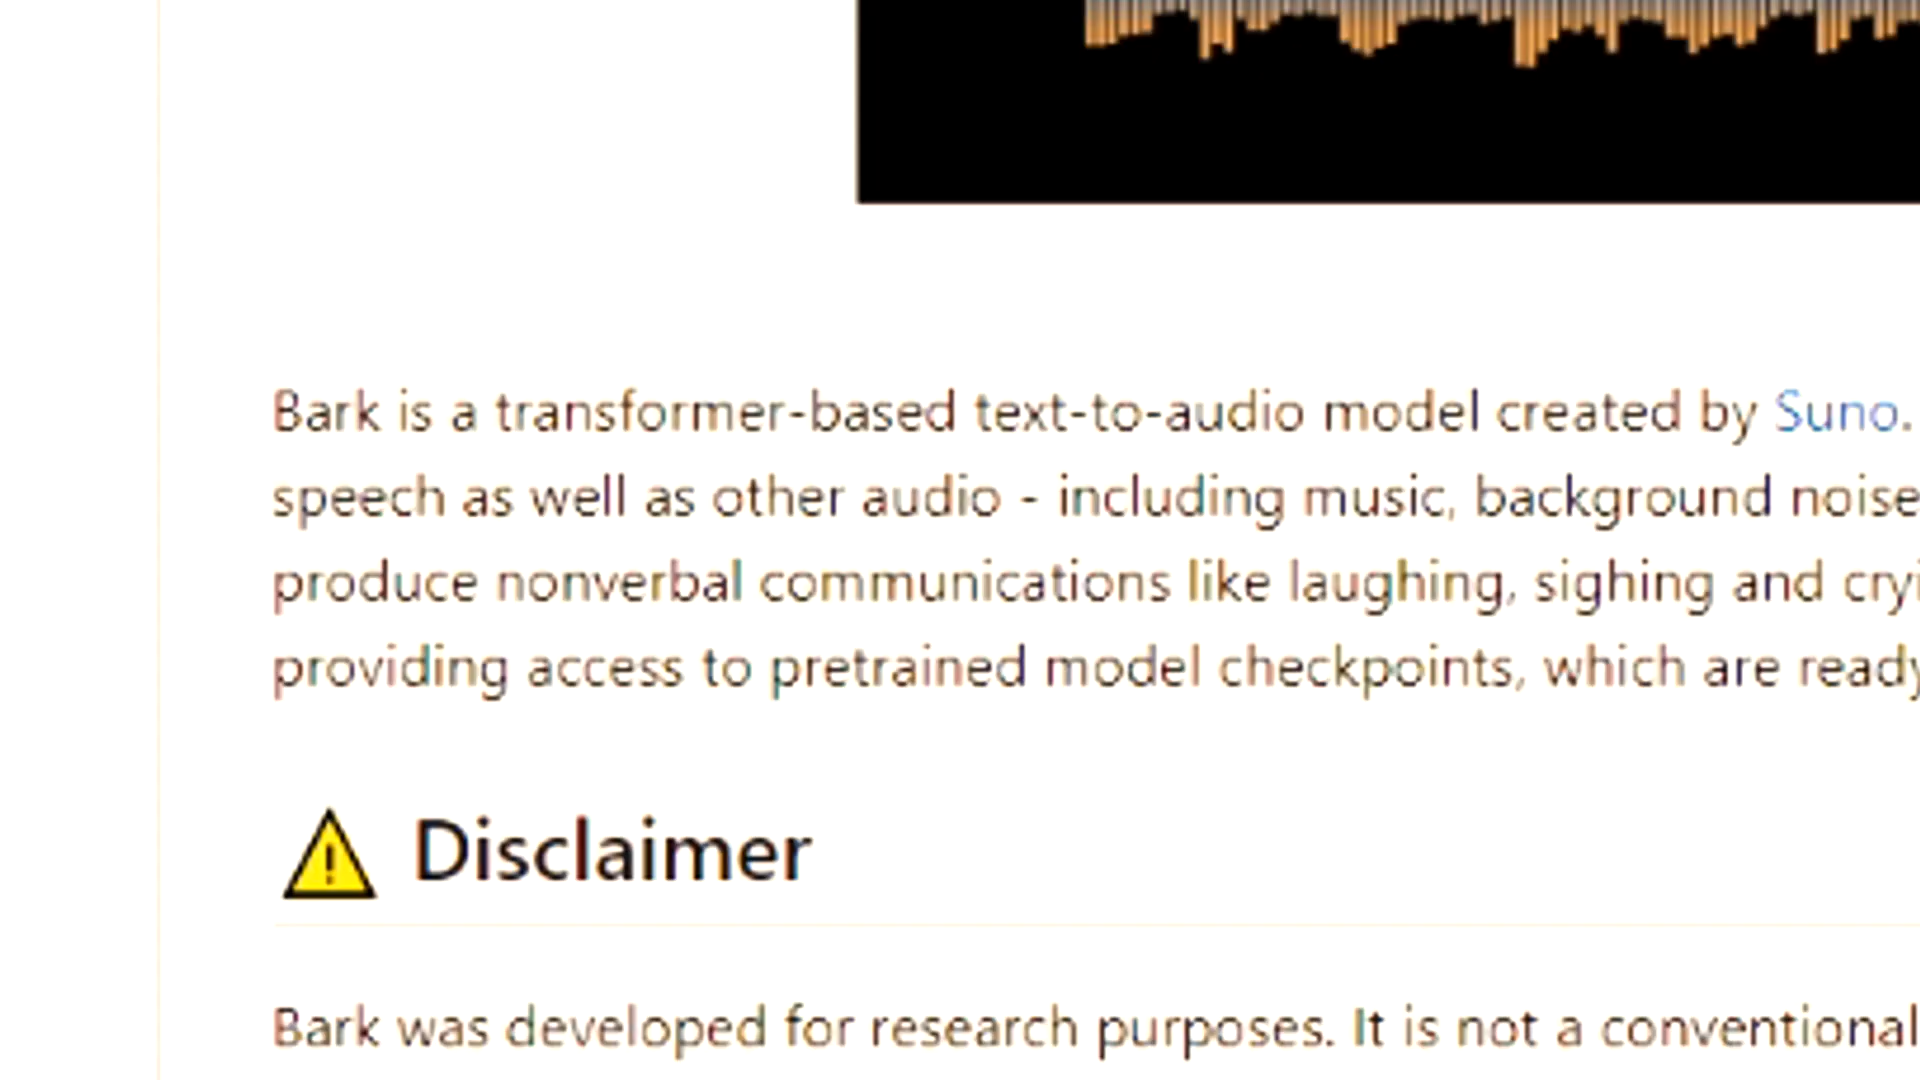 Bark is a transformer-based text-to-audio model created by Suno.
speech as well as other audio - including music, background noise
produce nonverbal communications like laughing, sighing and cryi
providing access to pretrained model checkpoints, which are ready
⚠ Disclaimer
Bark was developed for research purposes. It is not a conventional